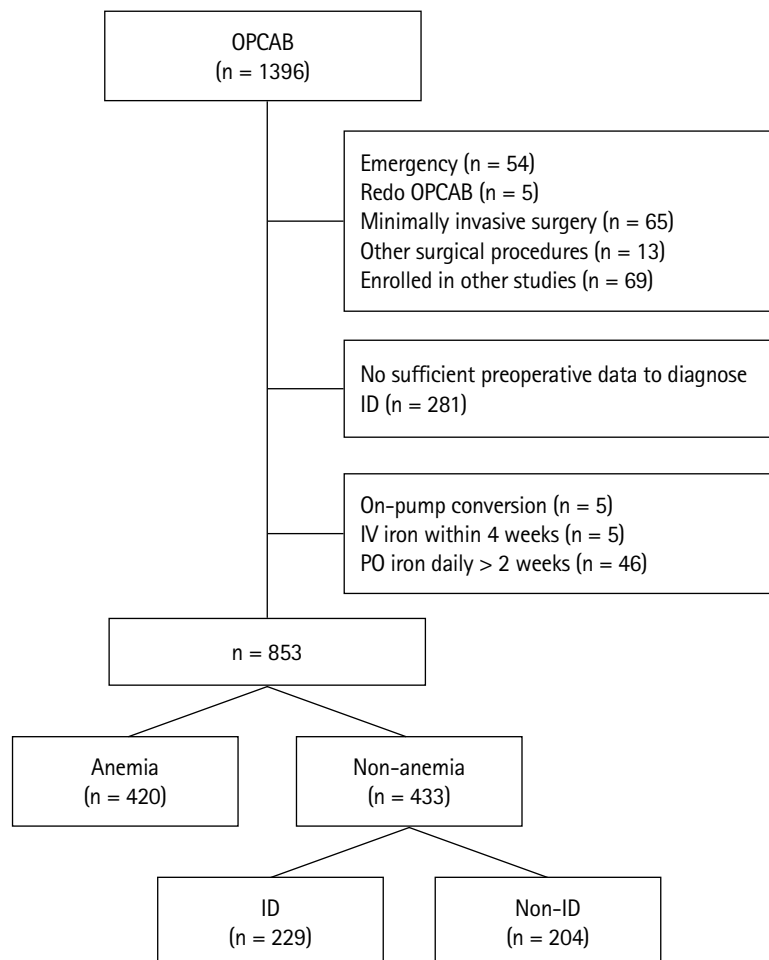 OPCAB
(n = 1396)
Emergency (n = 54)
Redo OPCAB (n = 5)
Minimally invasive surgery (n = 65)
Other surgical procedures (n = 13)
Enrolled in other studies (n = 69)
No sufficient preoperative data to diagnose
ID (n = 281)
On-pump conversion (n = 5)
IV iron within 4 weeks (n = 5)
PO iron daily > 2 weeks (n = 46)
n = 853
Anemia
(n = 420)
Non-anemia
(n = 433)
ID
(n = 229)
Non-ID
(n = 204)